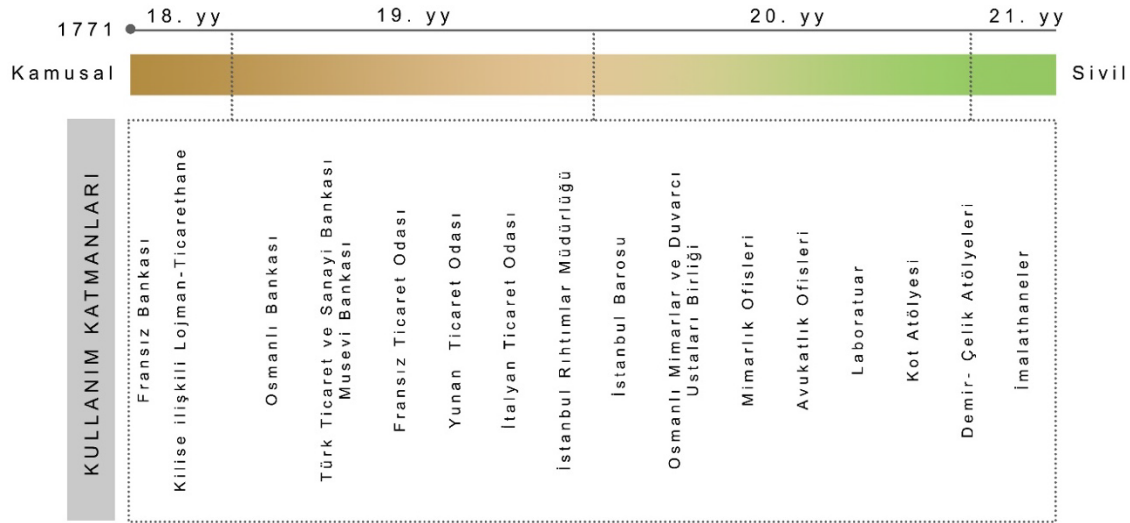 18. yy
19. yy
20. yy
21. yy
1771
Kamusal
Sivil
KULLANIM KATMANLARI
Fransız Bankası
Kilise ilişkili Lojman-Ticarethane
Osmanlı Bankası
Türk Ticaret ve Sanayi Bankası
Musevi Bankası
Fransız Ticaret Odası
Yunan Ticaret Odası
İtalyan Ticaret Odası
İstanbul Rıhtımlar Müdürlüğü
İstanbul Barosu
Osmanlı Mimarlar ve Duvarcı
Ustaları Birliği
Mimarlık Ofisleri
Avukatlık Ofisleri
Laboratuar
Kot Atölyesi
Demir- Çelik Atölyeleri
İmalathaneler